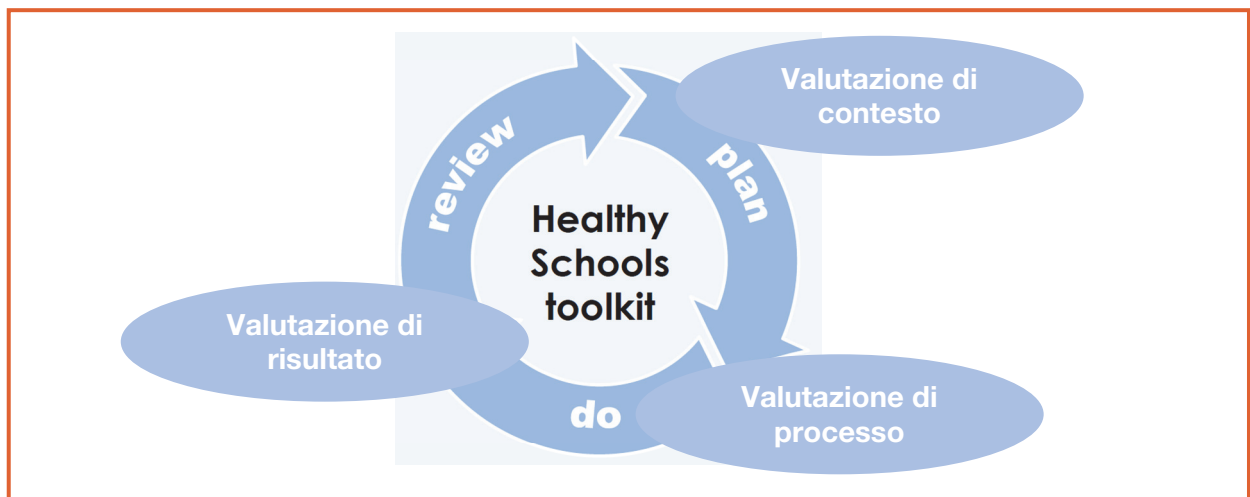 Valutazione di
contesto
review
plan
Healthy
Schools
toolkit
Valutazione di
risultato
do
Valutazione di
processo